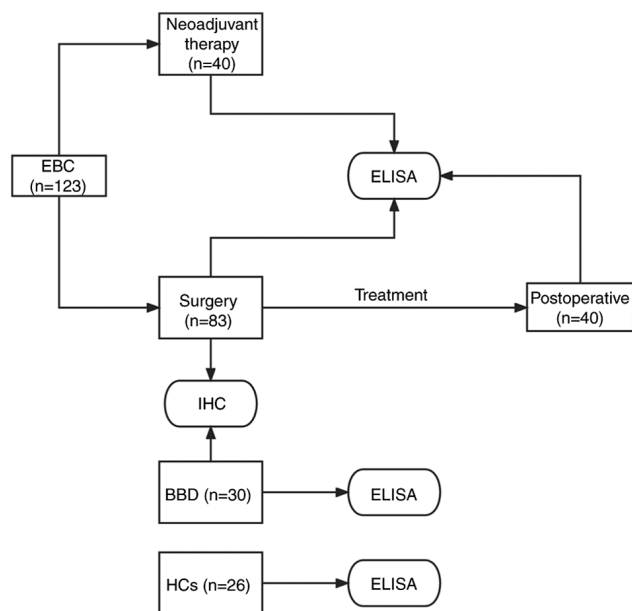 Neoadjuvant
therapy
(n=40)
EBC
(n=123)
ELISA
Surgery
(n=83)
Treatment
Postoperative
(n=40)
IHC
BBD (n=30)
ELISA
HCs (n=26)
ELISA